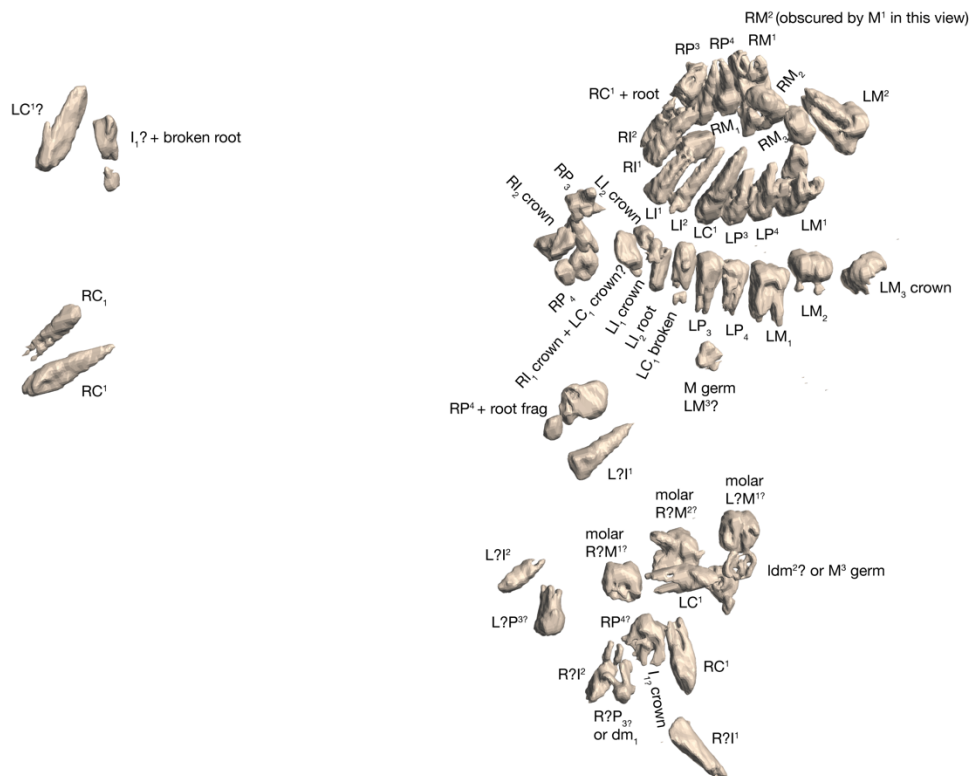 RM² (obscured by M¹ in this view)
RP³
RP⁴
RM¹
RM₂
LM²
RC¹ + root
LC¹?
I₁? + broken root
RI²
RM₁
RM₃
RI¹
RP₃
LI₂ crown
RI₂ crown
LI¹
LI²
LC¹
LP³
LP⁴
LM¹
RP₄
RI₁ crown + LC₁ crown?
LI₁ crown
LI₂ root
LC₁ broken
LP₃
LP₄
LM₁
LM₂
LM₃ crown
RC₁
RC¹
M germ
LM³?
RP⁴ + root frag
L?I¹
molar
L?M¹?
molar
R?M²?
molar
R?M¹?
L?I²
ldm²? or M³ germ
LC¹
L?P³?
RP⁴?
RC¹
R?I²
I₁? crown
R?P₃?
or dm₁
R?I¹